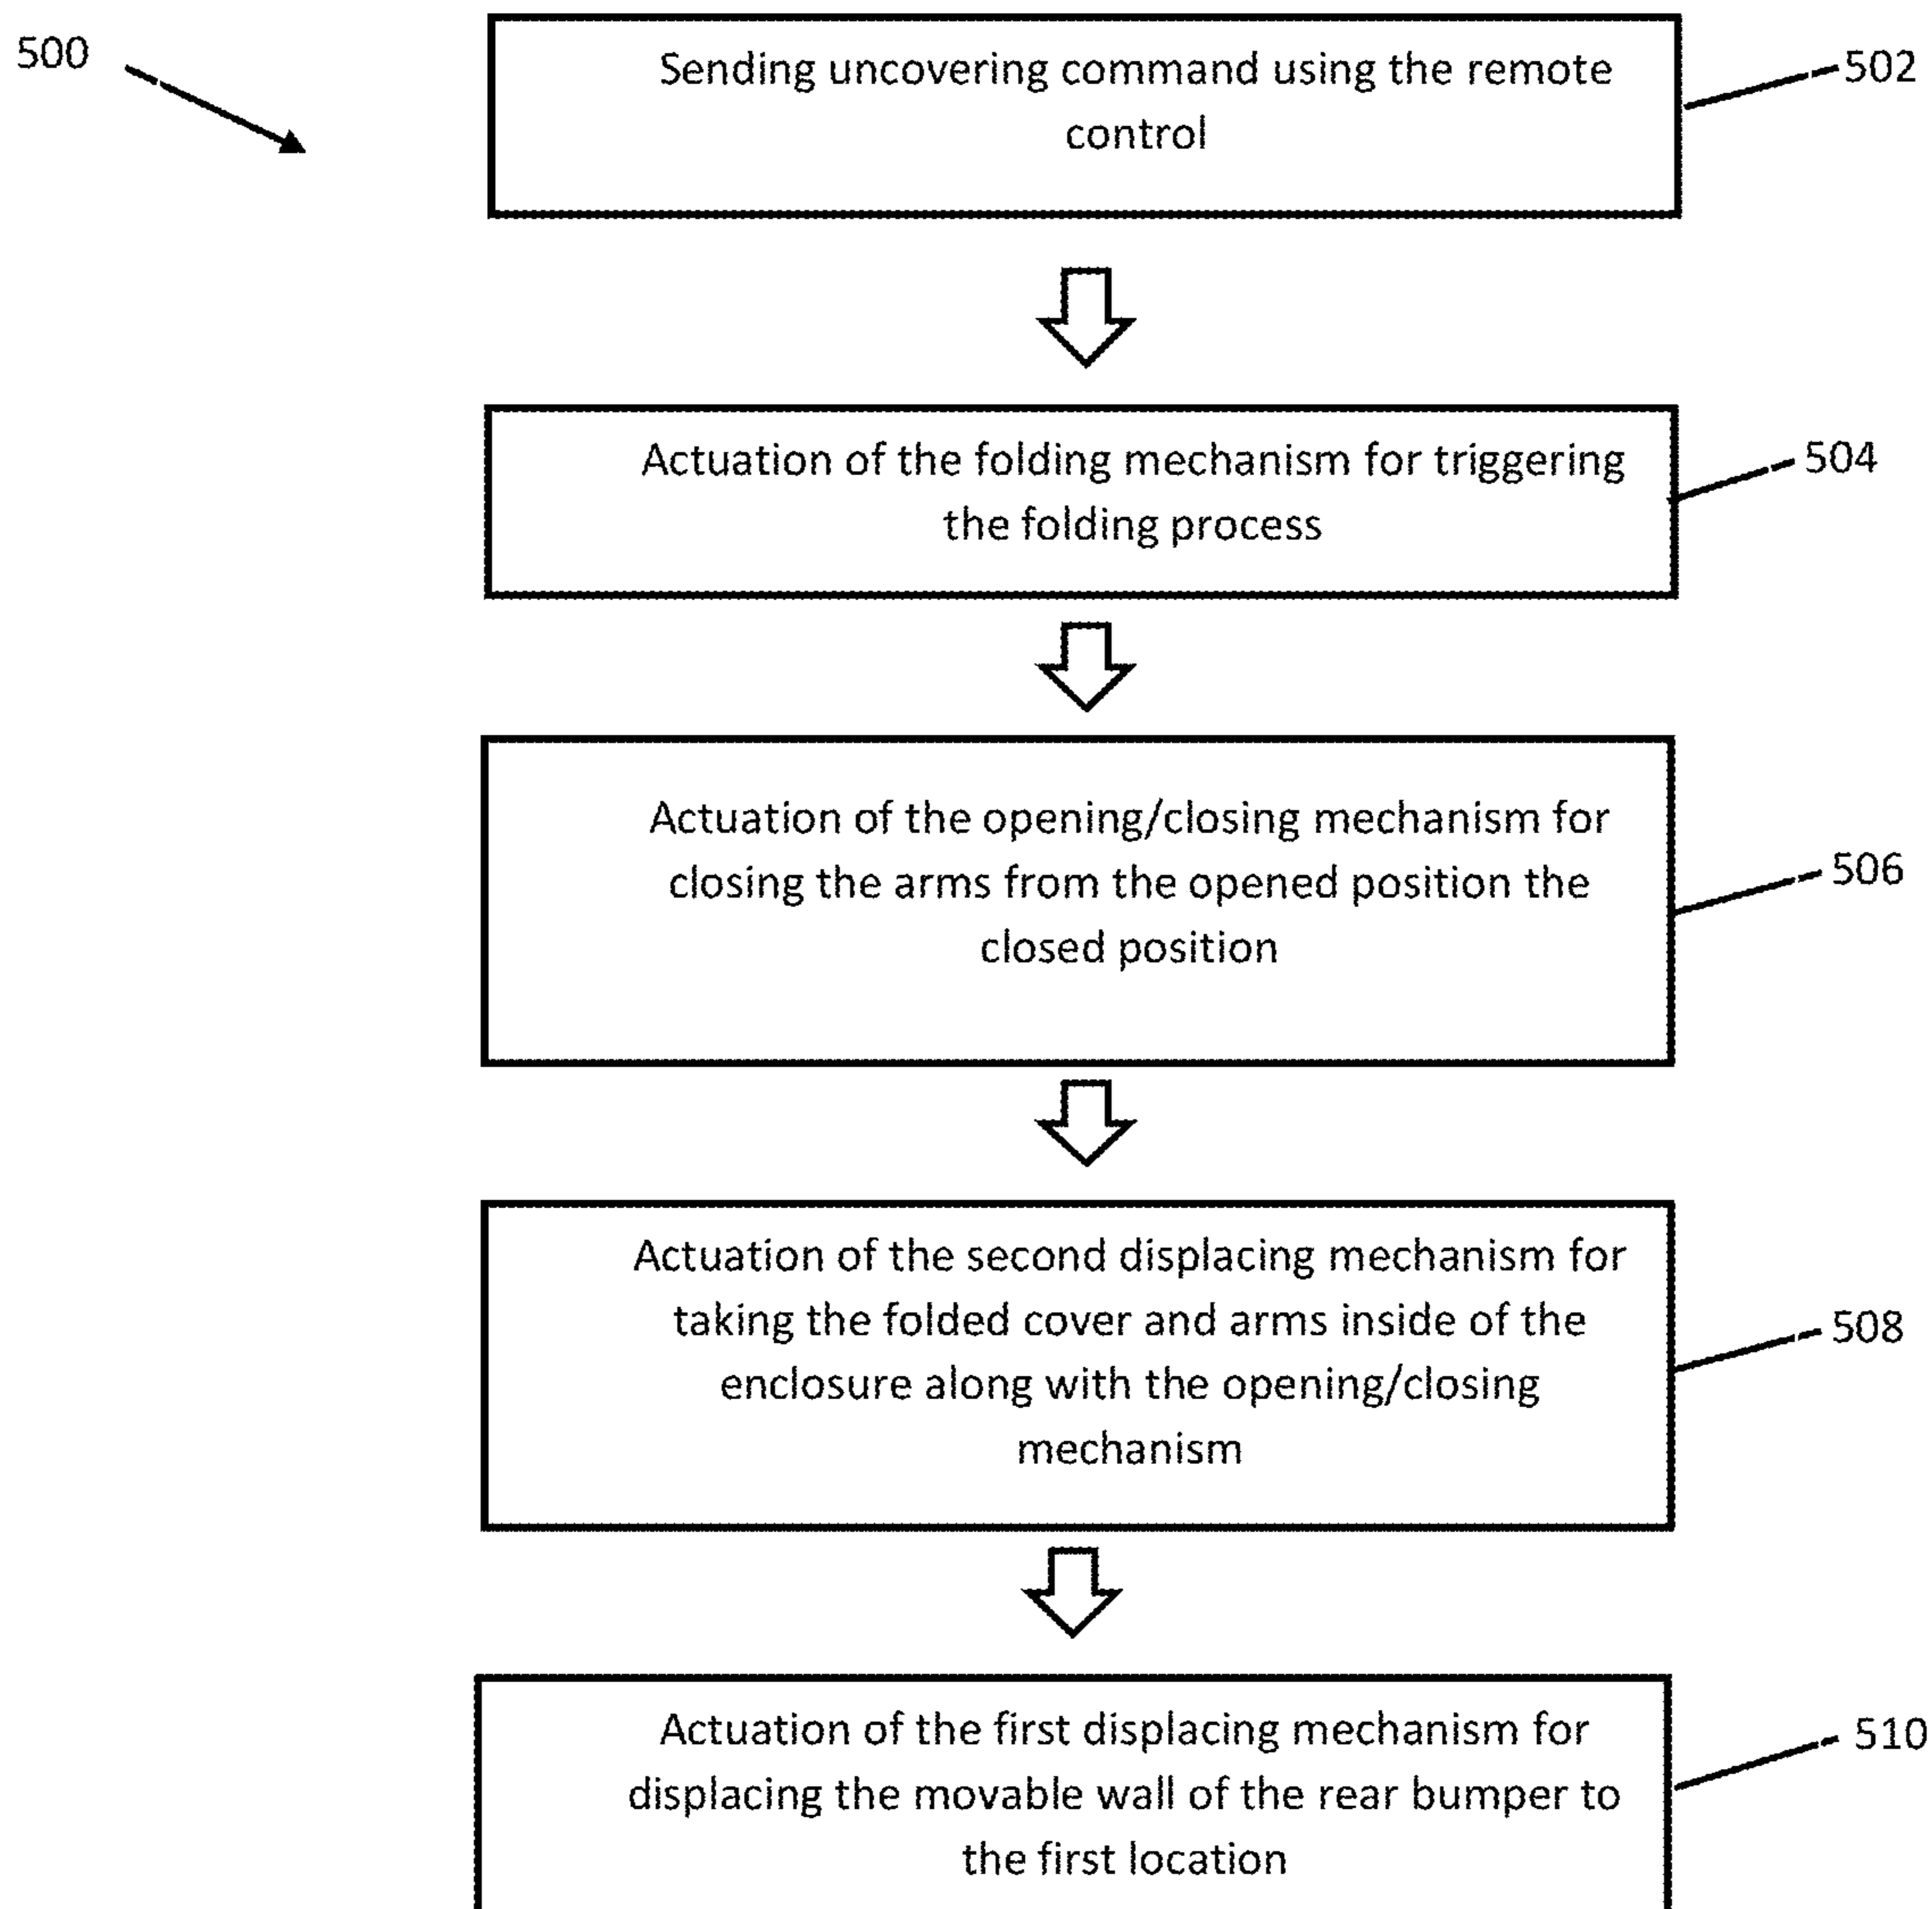 500
Sending uncovering command using the remote
control
502
Actuation of the folding mechanism for triggering
the folding process
504
Actuation of the opening/closing mechanism for
closing the arms from the opened position the
closed position
506
Actuation of the second displacing mechanism for
taking the folded cover and arms inside of the
enclosure along with the opening/closing
mechanism
508
Actuation of the first displacing mechanism for
displacing the movable wall of the rear bumper to
the first location
510